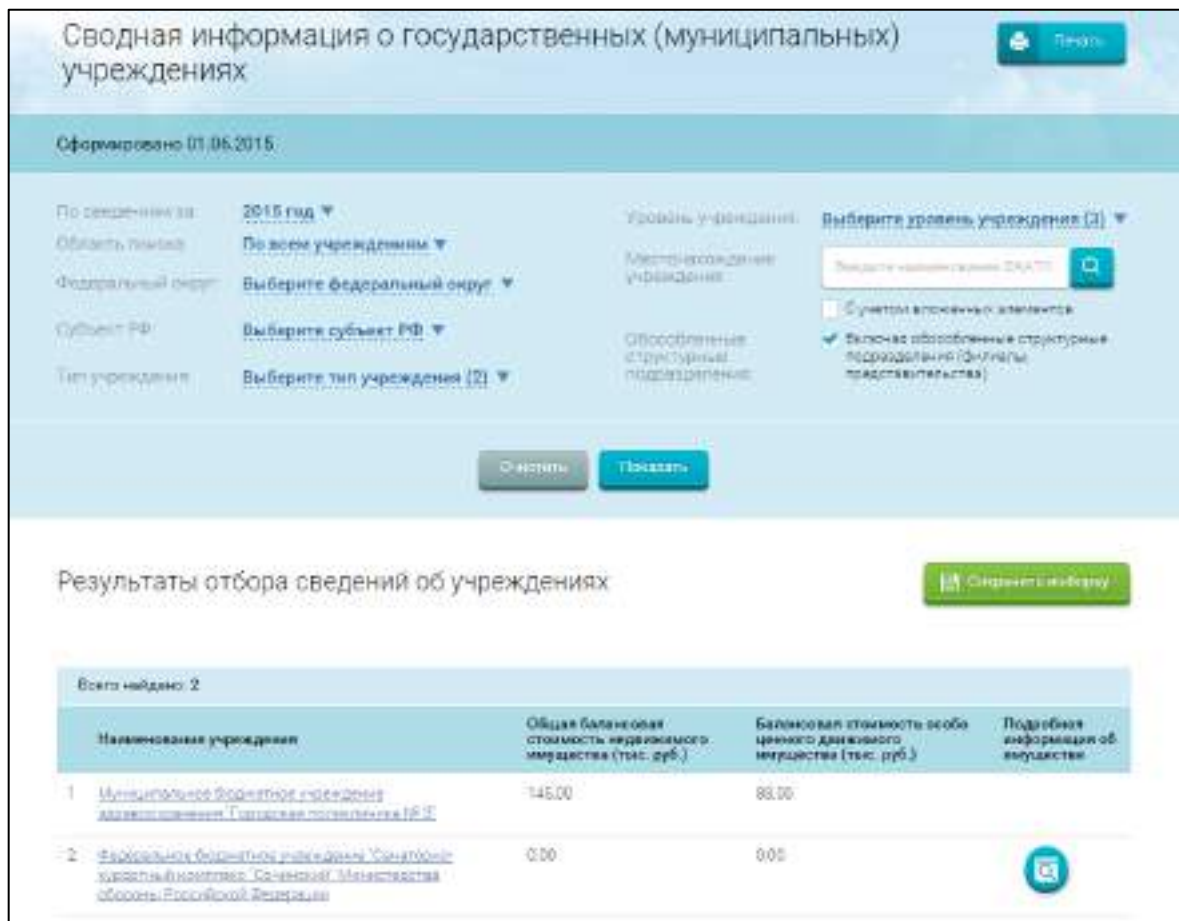 Сводная информация о государственных (муниципальных)
учреждениях
Печать
Сформировано 01.06.2015
По сведениям за
2015 год
Область поиска
По всем учреждениям
Федеральный округ
Выберите федеральный округ
Субъект РФ
Выберите субъект РФ
Тип учреждения
Выберите тип учреждения (2)
Уровень учреждения
Выберите уровень учреждения (3)
Местонахождение
учреждения
Введите наименование ОКАТО
С учетом вложенных элементов
Обособленные
структурные
подразделения
Включая обособленные структурные
подразделения (филиалы,
представительства)
Очистить
Показать
Результаты отбора сведений об учреждениях
Сохранить выборку
Всего найдено: 2
Наименование учреждения
Общая балансовая
стоимость недвижимого
имущества (тыс. руб.)
Балансовая стоимость особо
ценного движимого
имущества (тыс. руб.)
Подробная
информация об
имуществе
1 Муниципальное бюджетное учреждение
здравоохранения "Городская поликлиника №3"
145.00
88.00
2 Федеральное бюджетное учреждение "Санаторно-
курортный комплекс "Сочинский" Министерства
обороны Российской Федерации
0.00
0.00